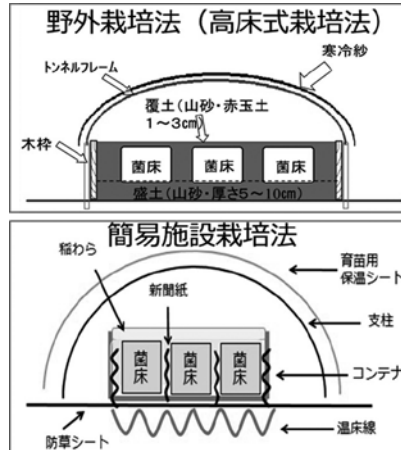 野外栽培法（高床式栽培法）
トンネルフレーム
寒冷紗
覆土(山砂・赤玉土
1～3㎝)
木枠
菌床
菌床
菌床
盛土(山砂・厚さ5～10㎝)
簡易施設栽培法
稲わら
新聞紙
育苗用
保温シート
支柱
菌床
菌床
菌床
コンテナ
防草シート
温床線